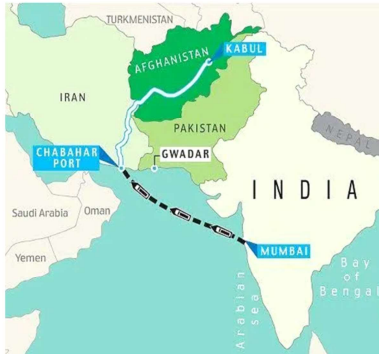 TURKMENISTAN
AFGHANISTAN
KABUL
IRAN
PAKISTAN
NEPAL
CHABAHAR
PORT
GWADAR
INDIA
Saudi Arabia
Oman
MUMBAI
Yemen
Arabian
sea
Bay
of
Bengal